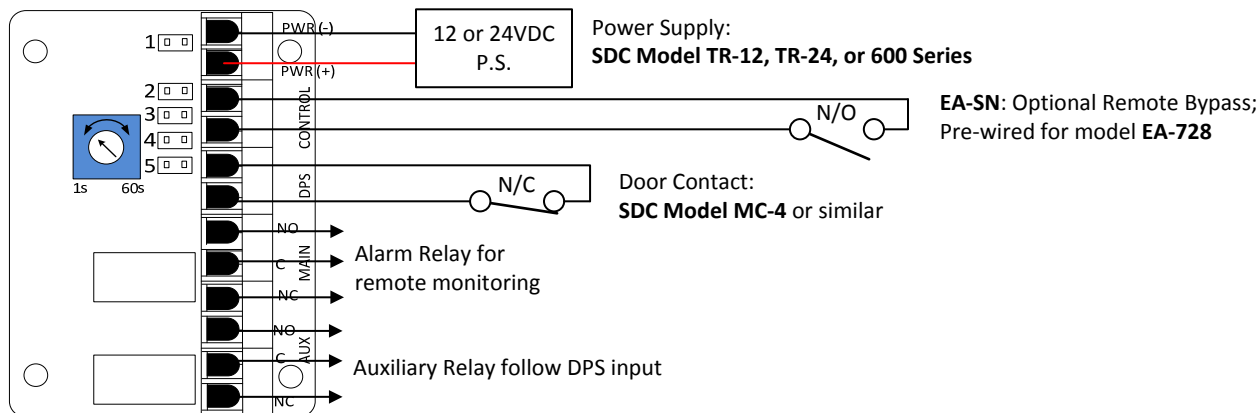 PWR (-)
1
PWR (+)
12 or 24VDC
P.S.
Power Supply:
SDC Model TR-12, TR-24, or 600 Series
2
3
4
5
1s 60s
CONTROL
N/O
EA-SN: Optional Remote Bypass;
Pre-wired for model EA-728
DPS
N/C
Door Contact:
SDC Model MC-4 or similar
NO
C
NC
MAIN
Alarm Relay for
remote monitoring
NO
C
NC
AUX
Auxiliary Relay follow DPS input